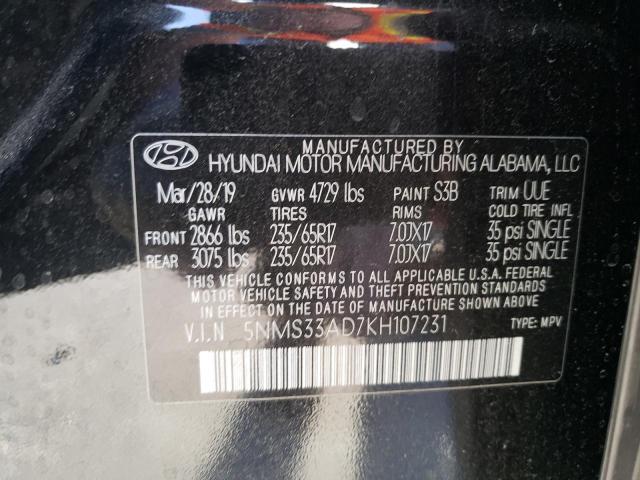 MANUFACTURED BY
HYUNDAI MOTOR MANUFACTURING ALABAMA, LLC
Mar/28/19 GVWR 4729 lbs PAINT S3B TRIM UUE
GAWR TIRES RIMS COLD TIRE INFL
FRONT 2866 lbs 235/65R17 7.0JX17 35 psi SINGLE
REAR 3075 lbs 235/65R17 7.0JX17 35 psi SINGLE
THIS VEHICLE CONFORMS TO ALL APPLICABLE U.S.A. FEDERAL
MOTOR VEHICLE SAFETY AND THEFT PREVENTION STANDARDS
IN EFFECT ON THE DATE OF MANUFACTURE SHOWN ABOVE.
V.I.N 5NMS33AD7KH107231 TYPE: MPV